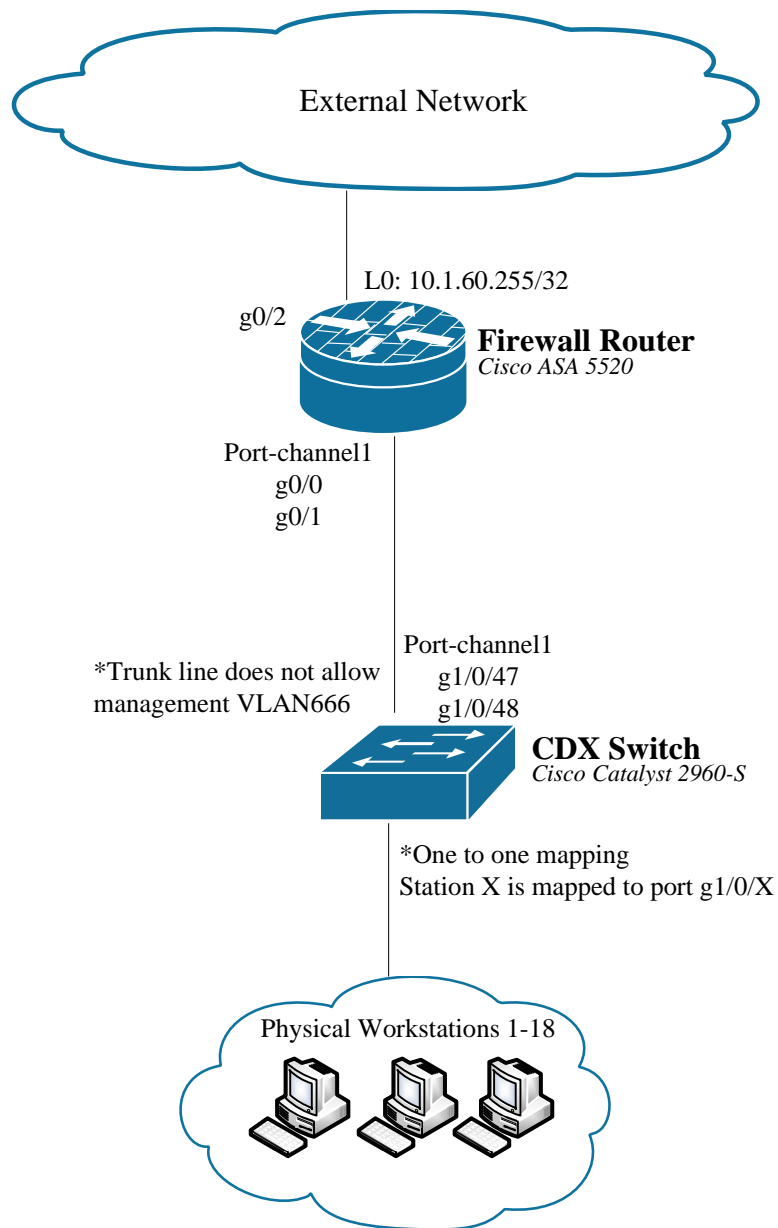 External Network
L0: 10.1.60.255/32
g0/2
Firewall Router
Cisco ASA 5520
Port-channel1
g0/0
g0/1
*Trunk line does not allow
management VLAN666
Port-channel1
g1/0/47
g1/0/48
CDX Switch
Cisco Catalyst 2960-S
*One to one mapping
Station X is mapped to port g1/0/X
Physical Workstations 1-18